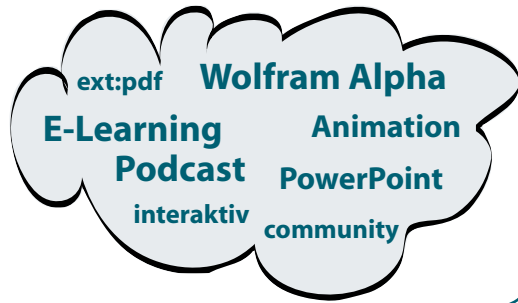 ext:pdf Wolfram Alpha
E-Learning Animation
Podcast PowerPoint
interaktiv community